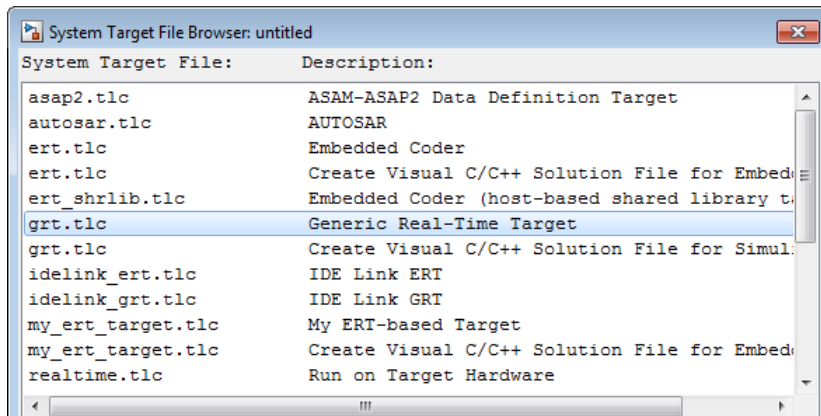 System Target File Browser: untitled
System Target File: Description:
asap2.tlc ASAM-ASAP2 Data Definition Target
autosar.tlc AUTOSAR
ert.tlc Embedded Coder
ert.tlc Create Visual C/C++ Solution File for
ert_shrlib.tlc Embedded Coder (host-based shared library
grt.tlc Generic Real-Time Target
grt.tlc Create Visual C/C++ Solution File for
idelink_ert.tlc IDE Link ERT
idelink_grt.tlc IDE Link GRT
my_ert_target.tlc My ERT-based Target
my_ert_target.tlc Create Visual C/C++ Solution File for
realtime.tlc Run on Target Hardware